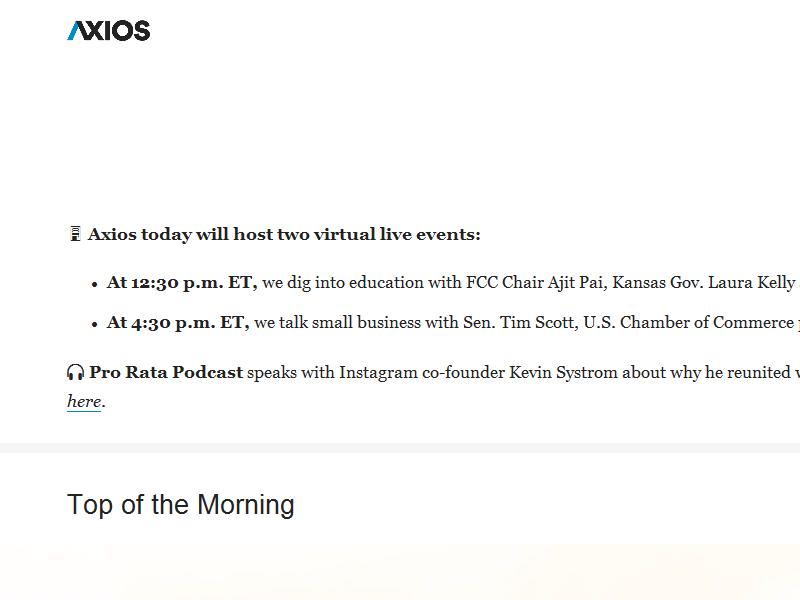 AXIOS
Axios today will host two virtual live events:
• At 12:30 p.m. ET, we dig into education with FCC Chair Ajit Pai, Kansas Gov. Laura Kelly
• At 4:30 p.m. ET, we talk small business with Sen. Tim Scott, U.S. Chamber of Commerce
🎧 Pro Rata Podcast speaks with Instagram co-founder Kevin Systrom about why he reunited
here.
Top of the Morning